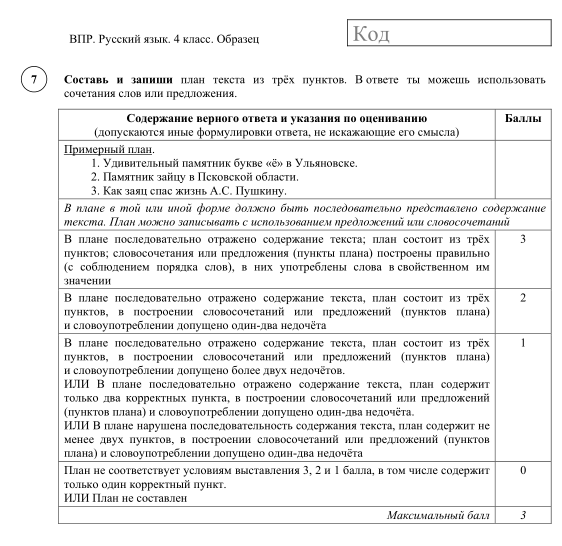 ВПР. Русский язык. 4 класс. Образец
Код
7
Составь и запиши план текста из трёх пунктов. В ответе ты можешь использовать
сочетания слов или предложения.
Содержание верного ответа и указания по оцениванию
(допускаются иные формулировки ответа, не искажающие его смысла)
Баллы
Примерный план.
1. Удивительный памятник букве «ё» в Ульяновске.
2. Памятник зайцу в Псковской области.
3. Как заяц спас жизнь А.С. Пушкину.
В плане в той или иной форме должно быть последовательно представлено содержание
текста. План можно записывать с использованием предложений или словосочетаний
В плане последовательно отражено содержание текста; план состоит из трёх
пунктов; словосочетания или предложения (пункты плана) построены правильно
(с соблюдением порядка слов), в них употреблены слова в свойственном им
значении
3
В плане последовательно отражено содержание текста, план состоит из трёх
пунктов, в построении словосочетаний или предложений (пунктов плана)
и словоупотреблении допущено один-два недочёта
2
В плане последовательно отражено содержание текста, план состоит из трёх
пунктов, в построении словосочетаний или предложений (пунктов плана)
и словоупотреблении допущено более двух недочётов.
ИЛИ В плане последовательно отражено содержание текста, план содержит
только два корректных пункта, в построении словосочетаний или предложений
(пунктов плана) и словоупотреблении допущено один-два недочёта.
ИЛИ В плане нарушена последовательность содержания текста, план содержит не
менее двух пунктов, в построении словосочетаний или предложений (пунктов
плана) и словоупотреблении допущено один-два недочёта
1
План не соответствует условиям выставления 3, 2 и 1 балла, в том числе содержит
только один корректный пункт.
ИЛИ План не составлен
0
Максимальный балл
3